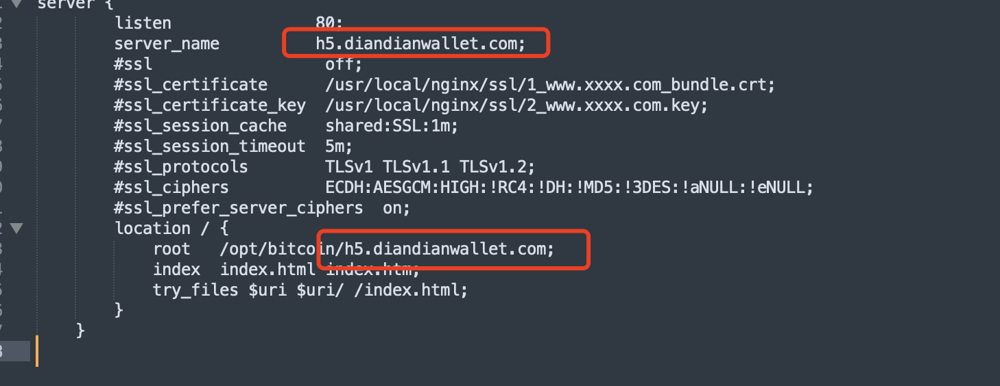 server {
listen 80;
server_name h5.diandianwallet.com;
#ssl off;
#ssl_certificate /usr/local/nginx/ssl/1_www.xxxx.com_bundle.crt;
#ssl_certificate_key /usr/local/nginx/ssl/2_www.xxxx.com.key;
#ssl_session_cache shared:SSL:1m;
#ssl_session_timeout 5m;
#ssl_protocols TLSv1 TLSv1.1 TLSv1.2;
#ssl_ciphers ECDH:AESGCM:HIGH:!RC4:!DH:!MD5:!3DES:!aNULL:!eNULL;
#ssl_prefer_server_ciphers on;
location / {
root /opt/bitcoin/h5.diandianwallet.com;
index index.html index.htm;
try_files $uri $uri/ /index.html;
}
}